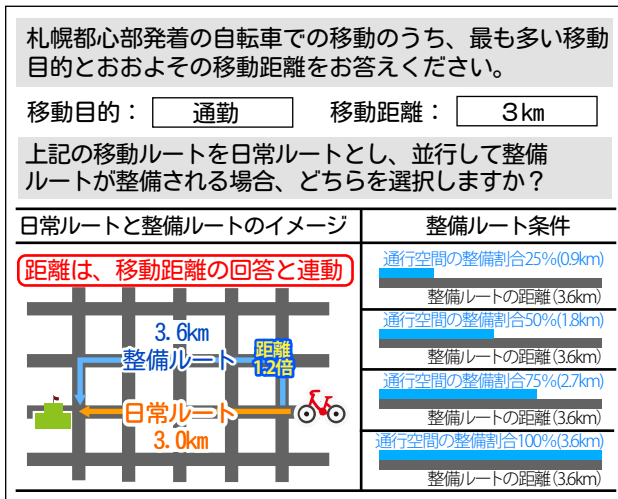 札幌都心部発着の自転車での移動のうち、最も多い移動
目的とおおよその移動距離をお答えください。
移動目的： 通勤 移動距離： 3km
上記の移動ルートを日常ルートとし、並行して整備
ルートが整備される場合、どちらを選択しますか？
日常ルートと整備ルートのイメージ
距離は、移動距離の回答と連動
3.6km
整備ルート
距離
1.2倍
日常ルート
3.0km
整備ルート条件
通行空間の整備割合25%(0.9km)
整備ルートの距離(3.6km)
通行空間の整備割合50%(1.8km)
整備ルートの距離(3.6km)
通行空間の整備割合75%(2.7km)
整備ルートの距離(3.6km)
通行空間の整備割合100%(3.6km)
整備ルートの距離(3.6km)